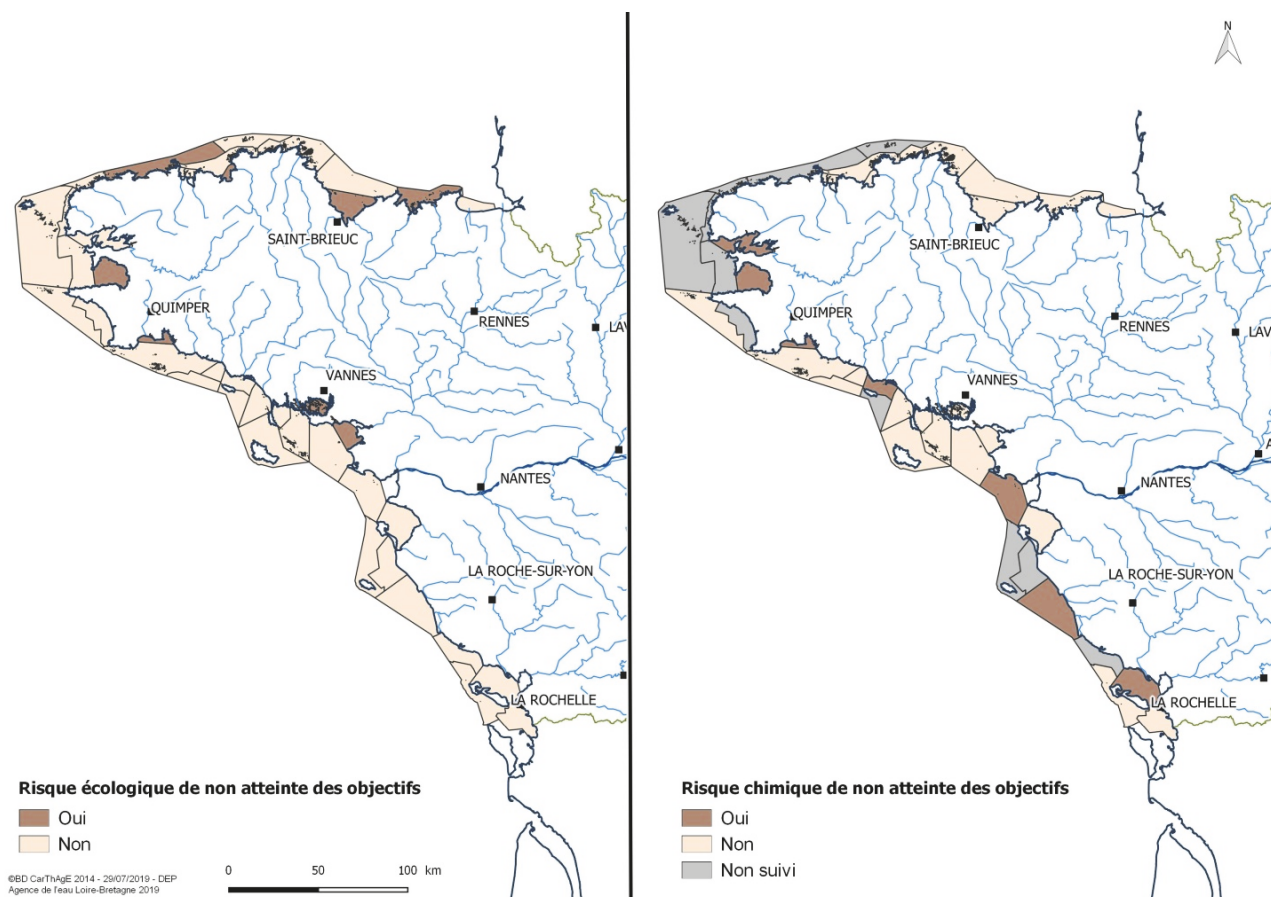 SAINT-BRIEUC
QUIMPER
RENNES
LAV
VANNES
NANTES
LA ROCHE-SUR-YON
LA ROCHELLE
Risque écologique de non atteinte des objectifs
Oui
Non
0 50 100 km
©BD CarThAgE 2014 - 29/07/2019 - DEP
Agence de l'eau Loire-Bretagne 2019
N
SAINT-BRIEUC
QUIMPER
RENNES
LAV
VANNES
A
NANTES
LA ROCHE-SUR-YON
LA ROCHELLE
Risque chimique de non atteinte des objectifs
Oui
Non
Non suivi